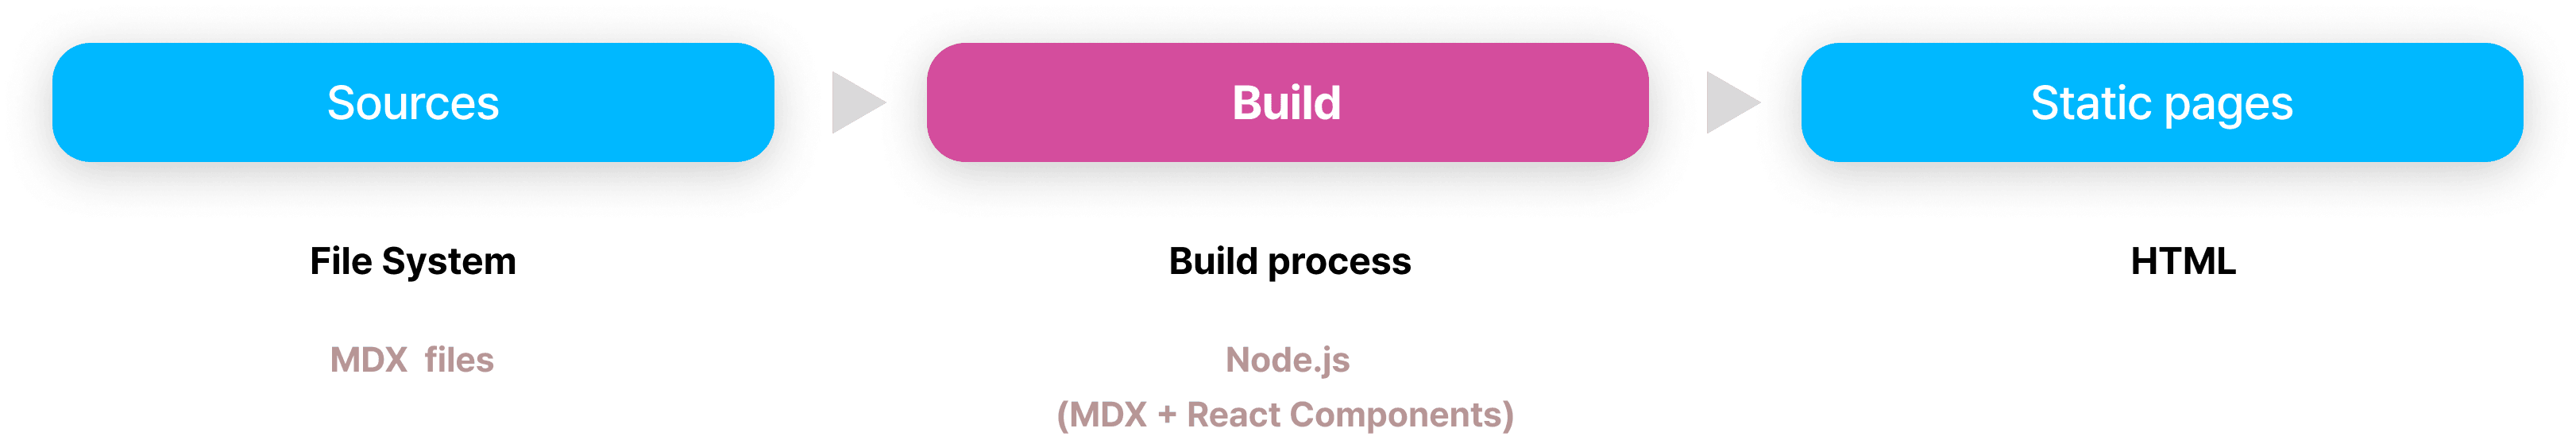 Sources
Build
Static pages
File System
Build process
HTML
MDX  files
Node.js
(MDX + React Components)